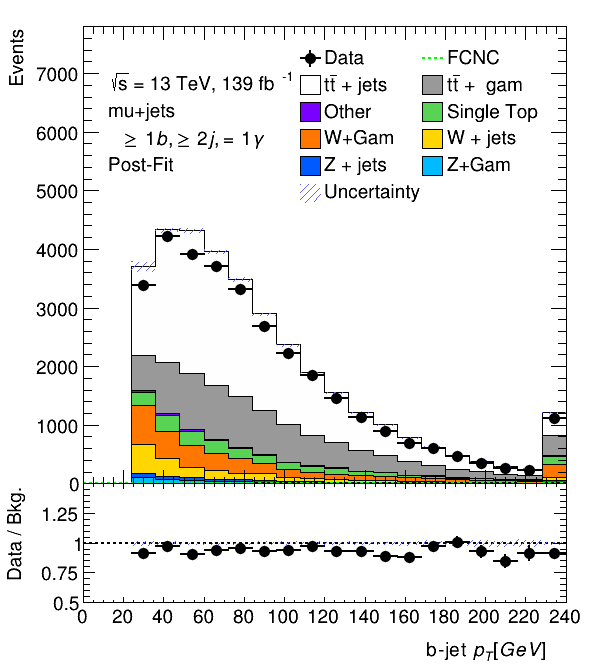 Events
7000
6000
5000
4000
3000
2000
1000
0
√s = 13 TeV, 139 fb⁻¹
mu+jets
≥ 1b, ≥ 2j, = 1γ
Post-Fit
Data
FCNC
tt̄ + jets
tt̄ + gam
Other
Single Top
W+Gam
W + jets
Z + jets
Z+Gam
Uncertainty
Data / Bkg.
1.25
1
0.75
0.5
0 20 40 60 80 100 120 140 160 180 200 220 240
b-jet p_T[GeV]